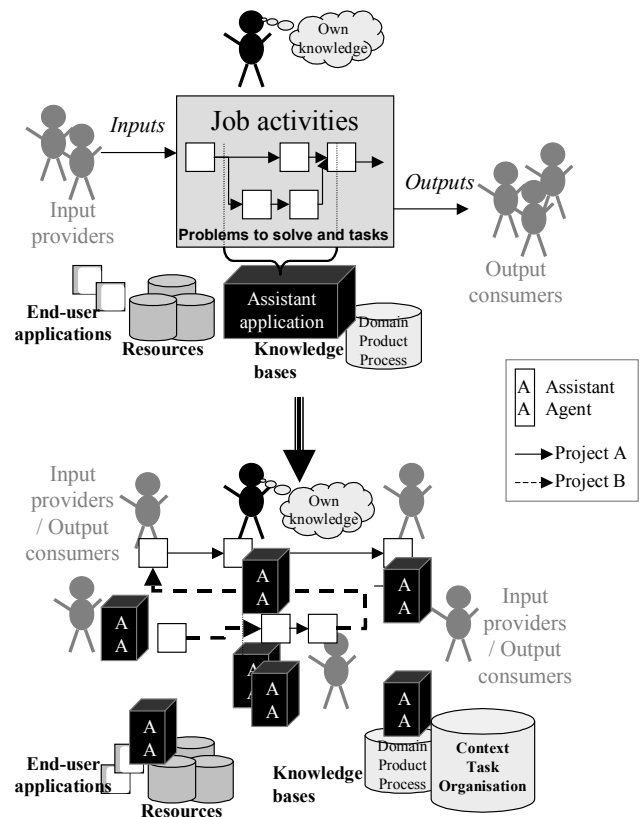 Own
knowledge
Inputs
Job activities
Outputs
Problems to solve and tasks
Input
providers
Output
consumers
End-user
applications
Resources
Assistant
application
Knowledge
bases
Domain
Product
Process
A Assistant
A Agent
Project A
Project B
Input
providers
/ Output
consumers
Own
knowledge
A
A
A
A
A
A
Input
providers
/ Output
consumers
A
A
A
A
A
A
A
A
End-user
applications
Resources
Knowledge
bases
Domain
Product
Process
Context
Task
Organisation